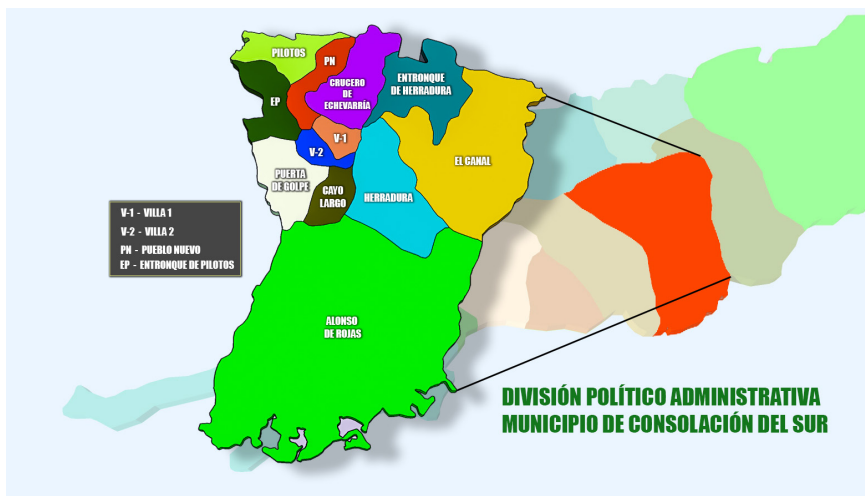 PILOTOS
PN
CRUCERO
DE
ECHEVARRÍA
ENTRONQUE
DE HERRADURA
EP
V-1
V-2
EL CANAL
PUERTA
DE GOLPE
CAYO
LARGO
HERRADURA
V-1 - VILLA 1
V-2 - VILLA 2
PN - PUEBLO NUEVO
EP - ENTRONQUE DE PILOTOS
ALONSO
DE ROJAS
DIVISIÓN POLÍTICO ADMINISTRATIVA
MUNICIPIO DE CONSOLACIÓN DEL SUR